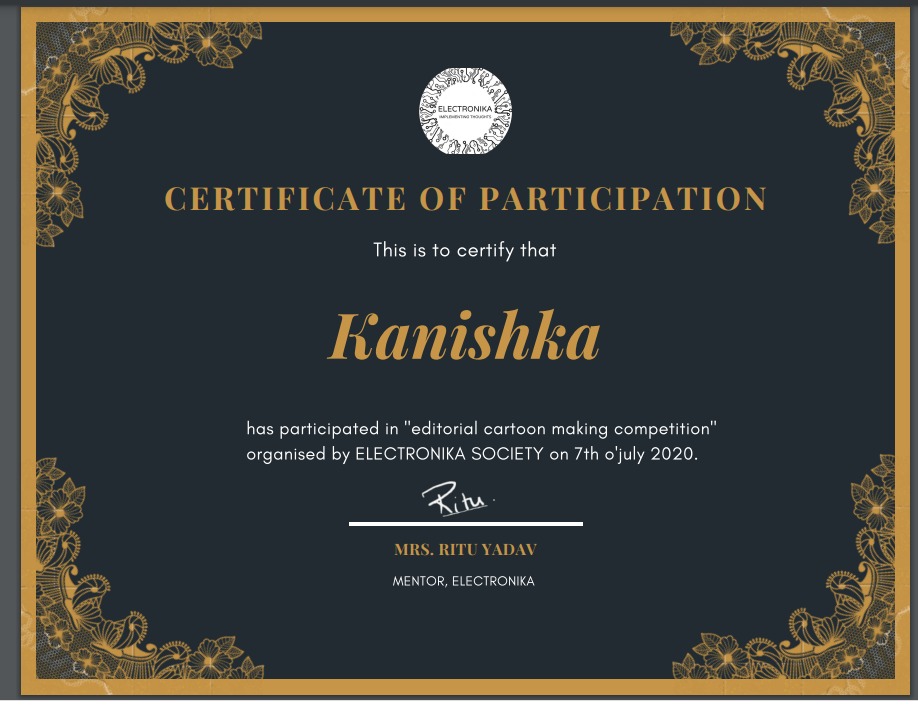 ELECTRONIKA
IMPLEMENTING THOUGHTS
CERTIFICATE OF PARTICIPATION
This is to certify that
Kanishka
has participated in "editorial cartoon making competition"
organised by ELECTRONIKA SOCIETY on 7th o'july 2020.
Ritu
MRS. RITU YADAV
MENTOR, ELECTRONIKA